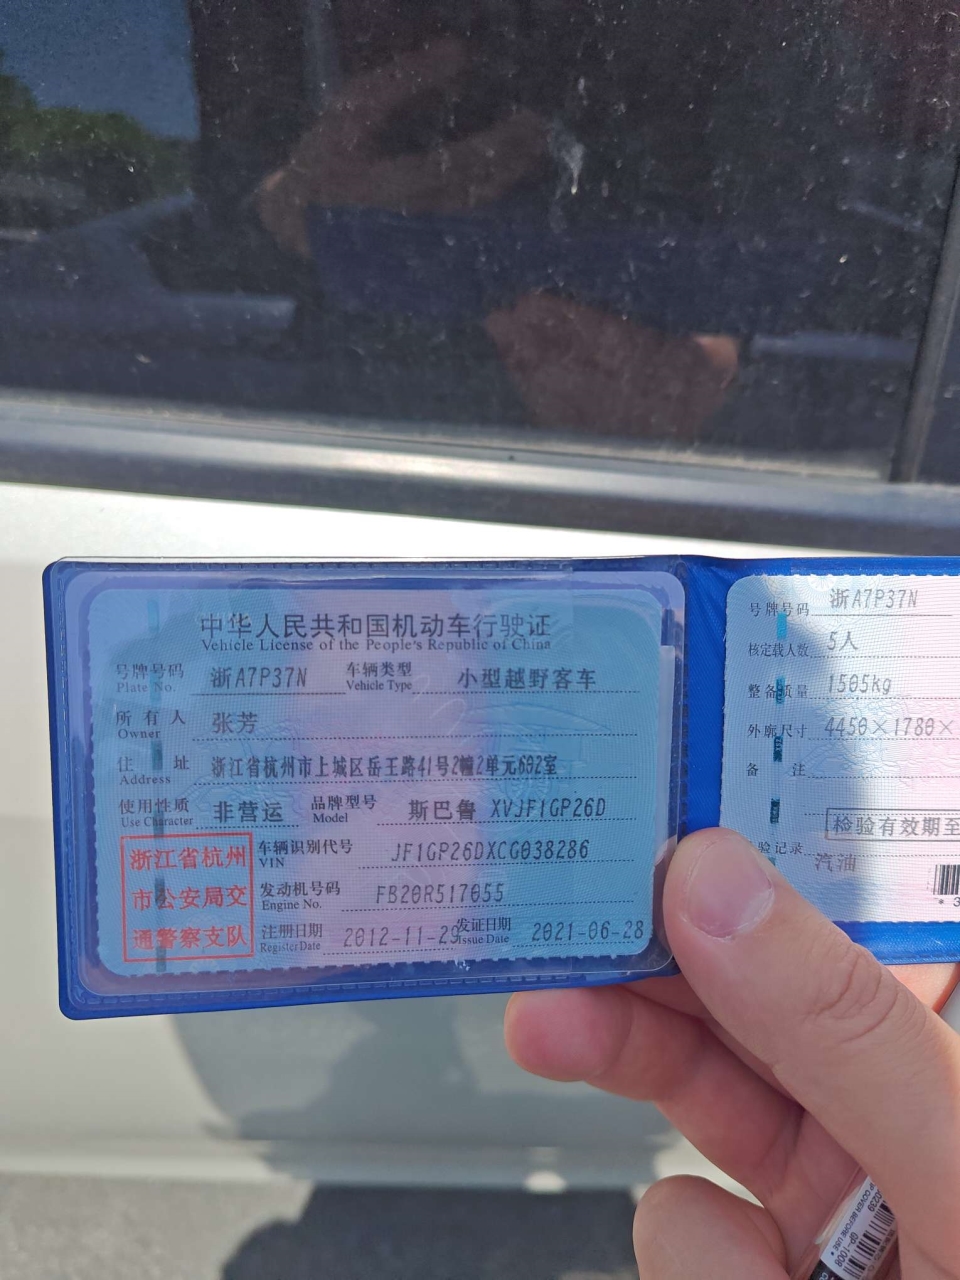 中华人民共和国机动车行驶证
Vehicle License of the People's Republic of China
号牌号码 浙A7P37N 车辆类型 小型越野客车
Plate No. Vehicle Type
所有人 张芳
Owner
住址 浙江省杭州市上城区岳王路41号2幢2单元602室
Address
使用性质 非营运 品牌型号 斯巴鲁 XVJF1GP26D
Use Character Model
浙江省杭州
市公安局交
通警察支队
车辆识别代号 JF1GP26DXCG038286
VIN
发动机号码 FB20R517055
Engine No.
注册日期 2012-11-29 发证日期 2021-06-28
Register Date Issue Date
号牌号码 浙A7P37N
核定载人数 5人
整备质量 1505kg
外廓尺寸 4450×1780×
备注
检验有效期至
验记录
汽油
* 3
COVER BEFORE USE
GP-1008